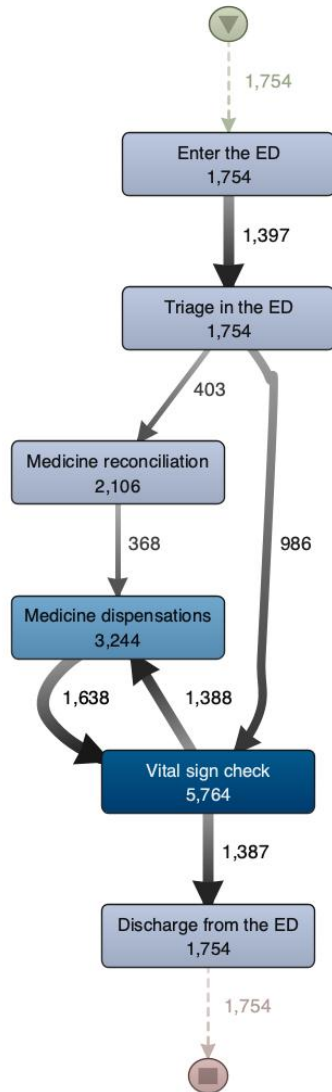 1,754
Enter the ED
1,754
1,397
Triage in the ED
1,754
403
Medicine reconciliation
2,106
986
368
Medicine dispensations
3,244
1,638
1,388
Vital sign check
5,764
1,387
Discharge from the ED
1,754
1,754